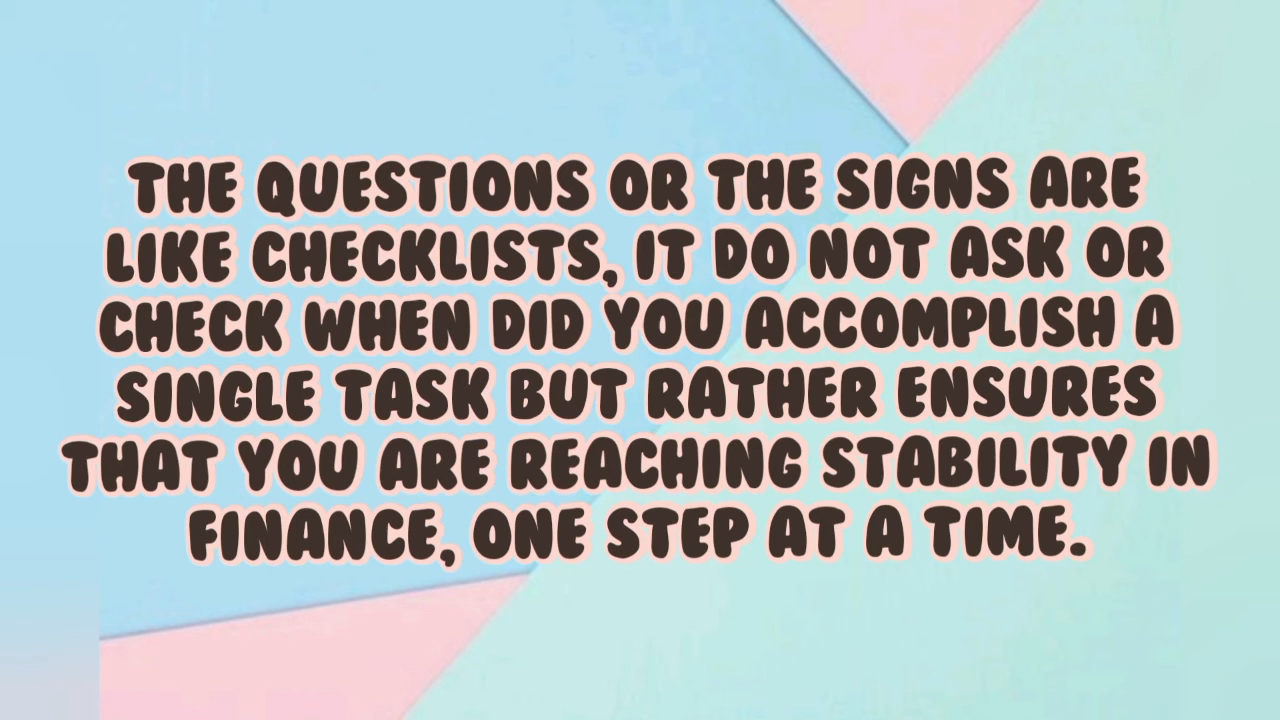 THE QUESTIONS OR THE SIGNS ARE
LIKE CHECKLISTS, IT DO NOT ASK OR
CHECK WHEN DID YOU ACCOMPLISH A
SINGLE TASK BUT RATHER ENSURES
THAT YOU ARE REACHING STABILITY IN
FINANCE, ONE STEP AT A TIME.